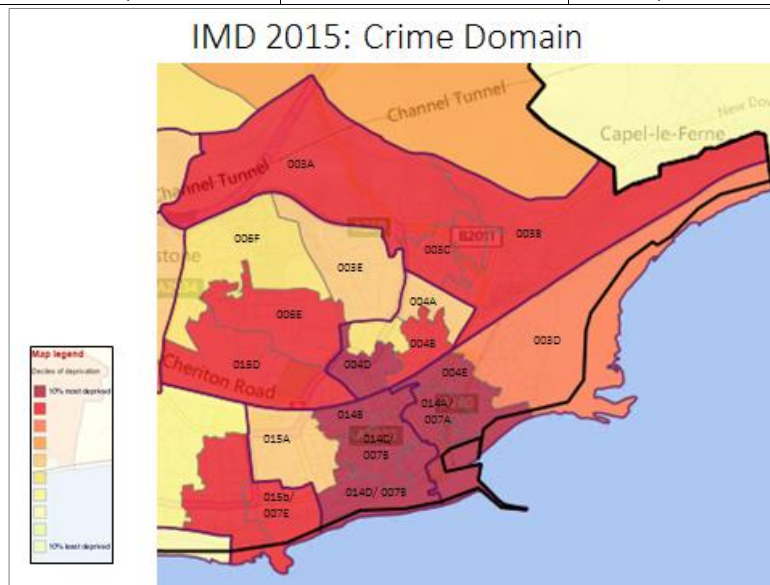 IMD 2015: Crime Domain
Channel Tunnel
New Do
Capel-le-Ferne
003A
Channel Tunnel
003B
006F
003C
B2011
stone
003E
004A
006E
003D
004B
015D
004D
004E
Cheriton Road
014A/
007A
014B
015A
014C/
007B
014D/ 007B
015b/
007E
Map legend
Deciles of deprivation
10% most deprived
10% least deprived